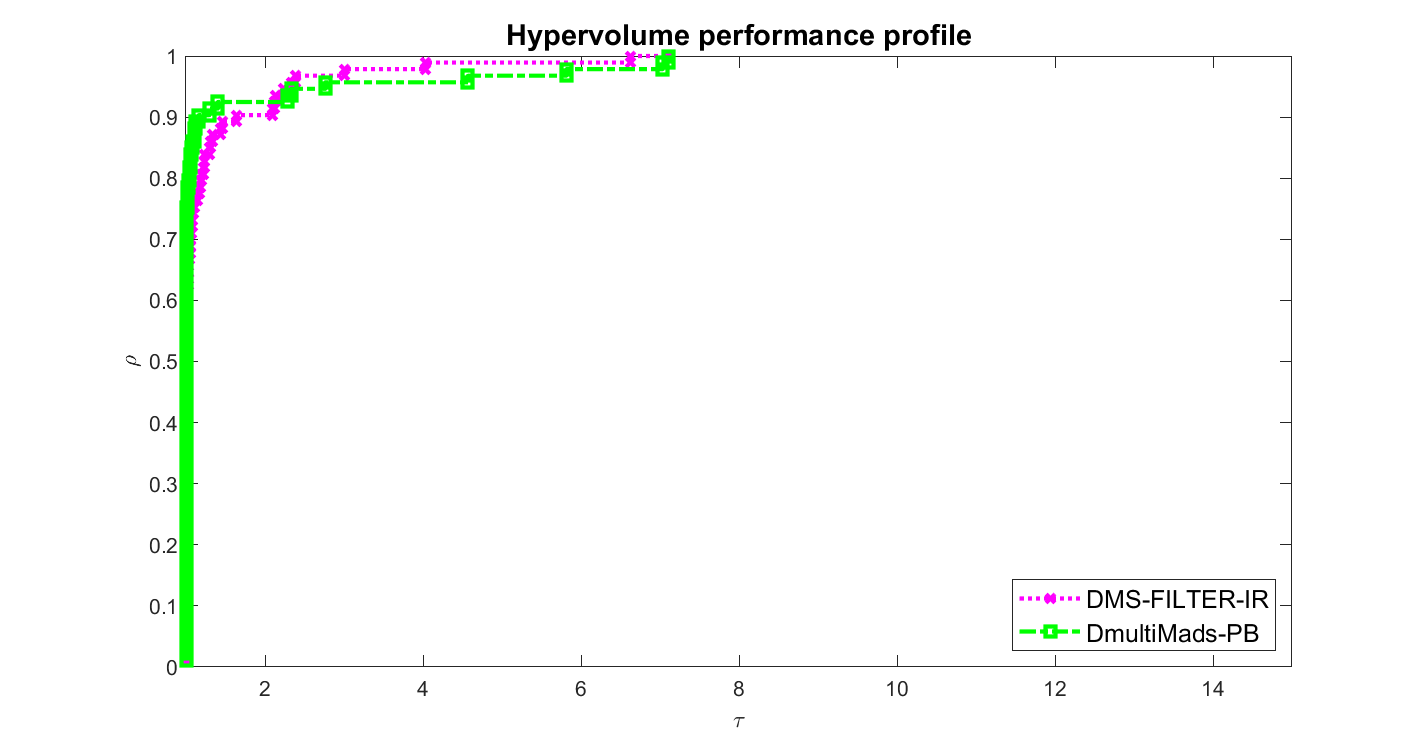 Hypervolume performance profile
1
0.9
0.8
0.7
0.6
0.5
0.4
0.3
0.2
0.1
0
ρ
2 4 6 8 10 12 14
τ
DMS-FILTER-IR
DmultiMads-PB